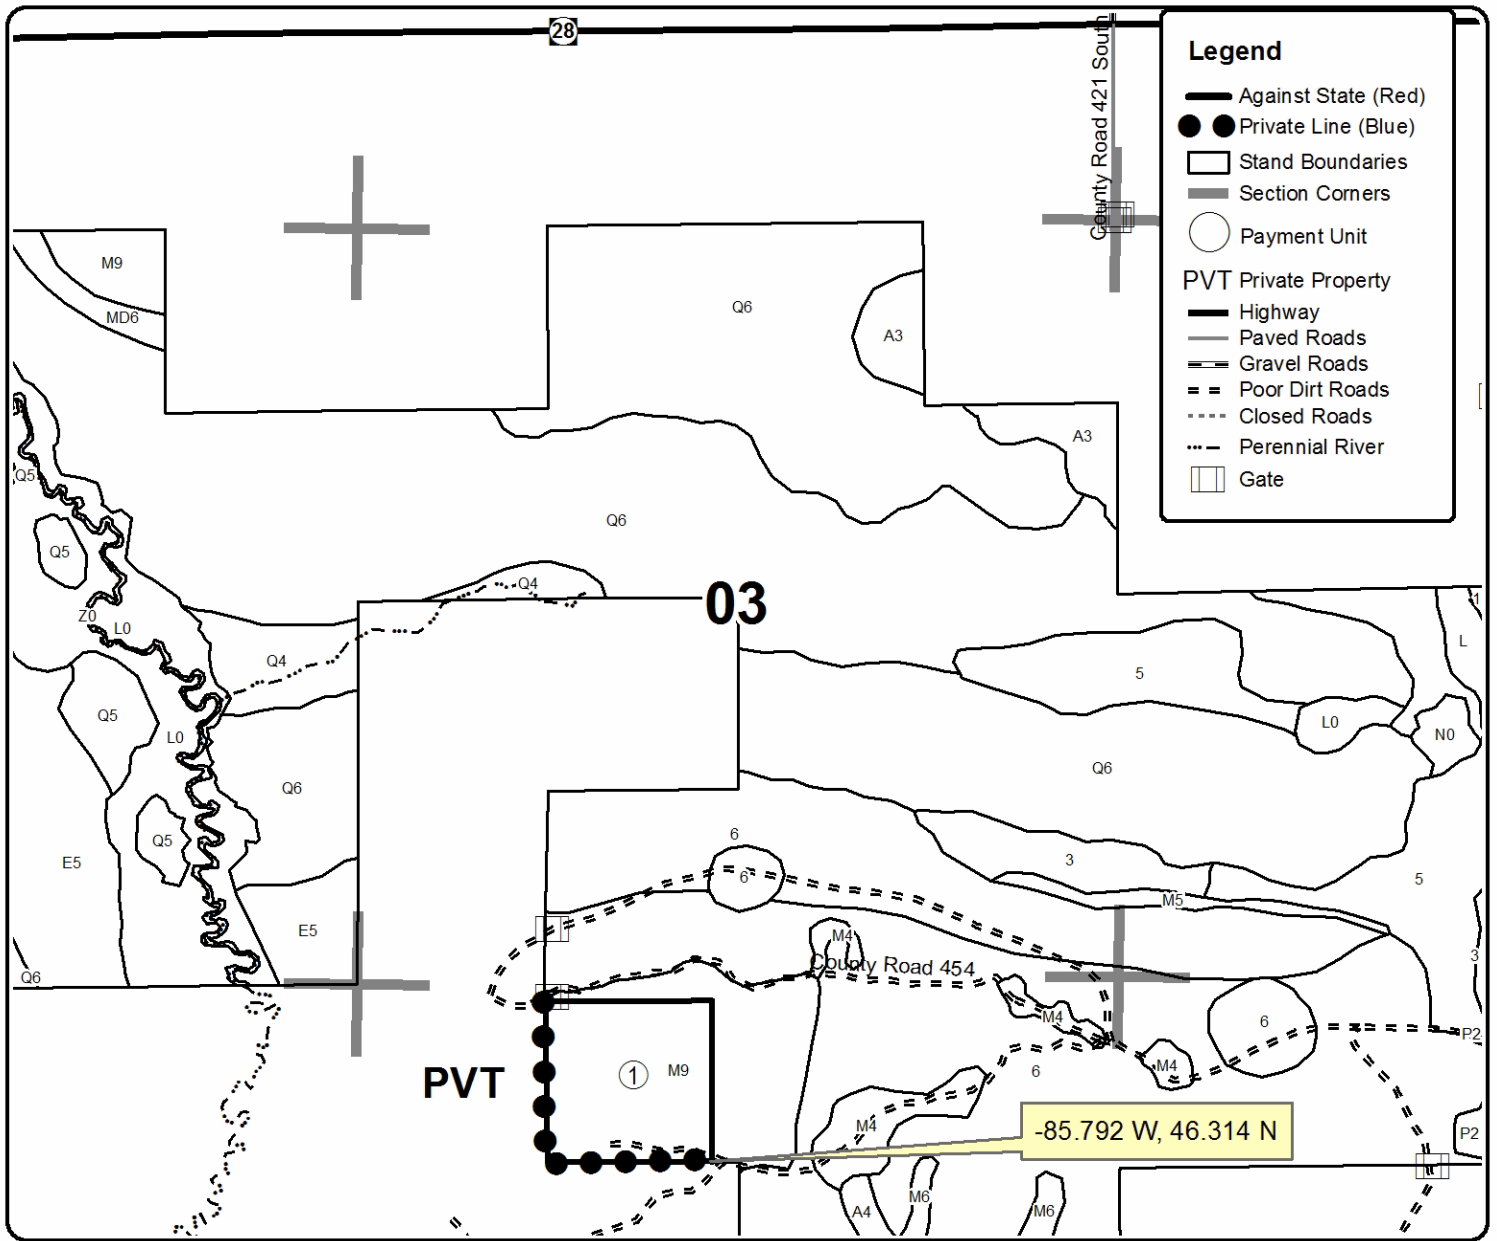 28
County Road 421 South
Legend
Against State (Red)
Private Line (Blue)
Stand Boundaries
Section Corners
Payment Unit
PVT Private Property
Highway
Paved Roads
Gravel Roads
Poor Dirt Roads
Closed Roads
Perennial River
Gate
M9
MD6
Q6
A3
A3
Q5
Q6
Q5
Q4
03
1
Z0
L0
L
Q4
5
Q5
L0
L0
N0
Q6
Q6
Q5
6
E5
3
6
5
M5
E5
M4
3
Q6
County Road 454
M4
6
P2
M4
PVT
1
M9
6
M4
-85.792 W, 46.314 N
P2
M6
A4
M6